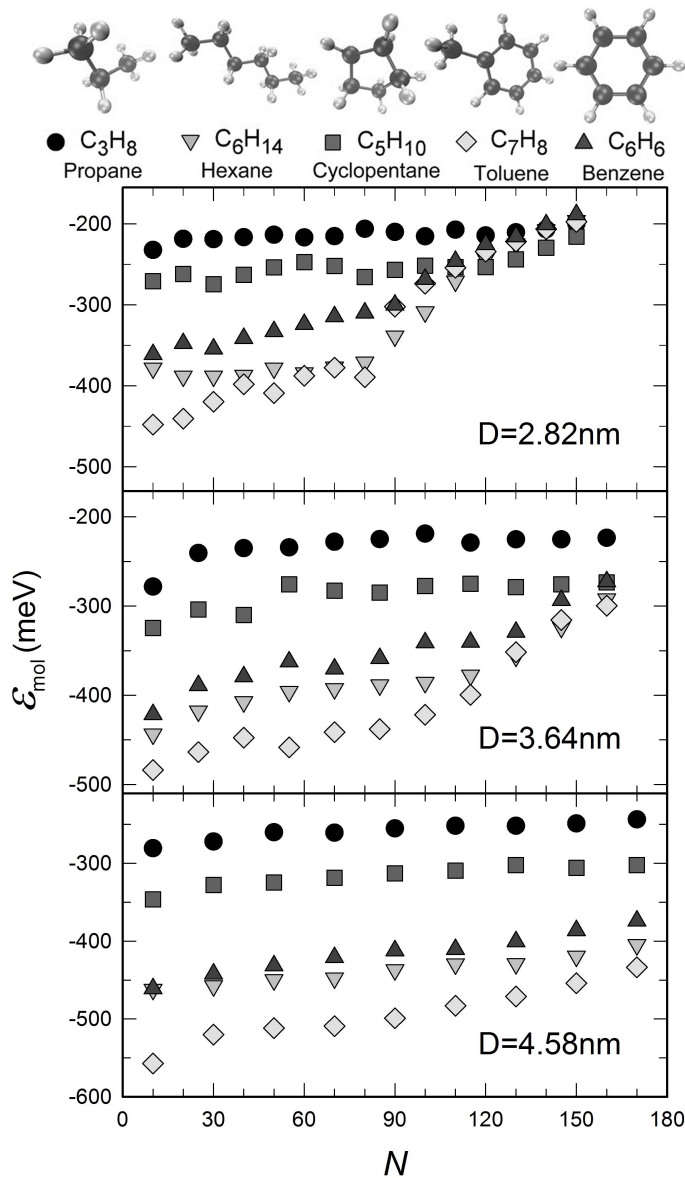 C₃H₈ C₆H₁₄ C₅H₁₀ C₇H₈ C₆H₆
Propane Hexane Cyclopentane Toluene Benzene
-200
-300
-400
D=2.82nm
-500
-200
-300
-400
D=3.64nm
-500
ℰmol (meV)
-300
-400
-500
D=4.58nm
-600
0 30 60 90 120 150 180
N